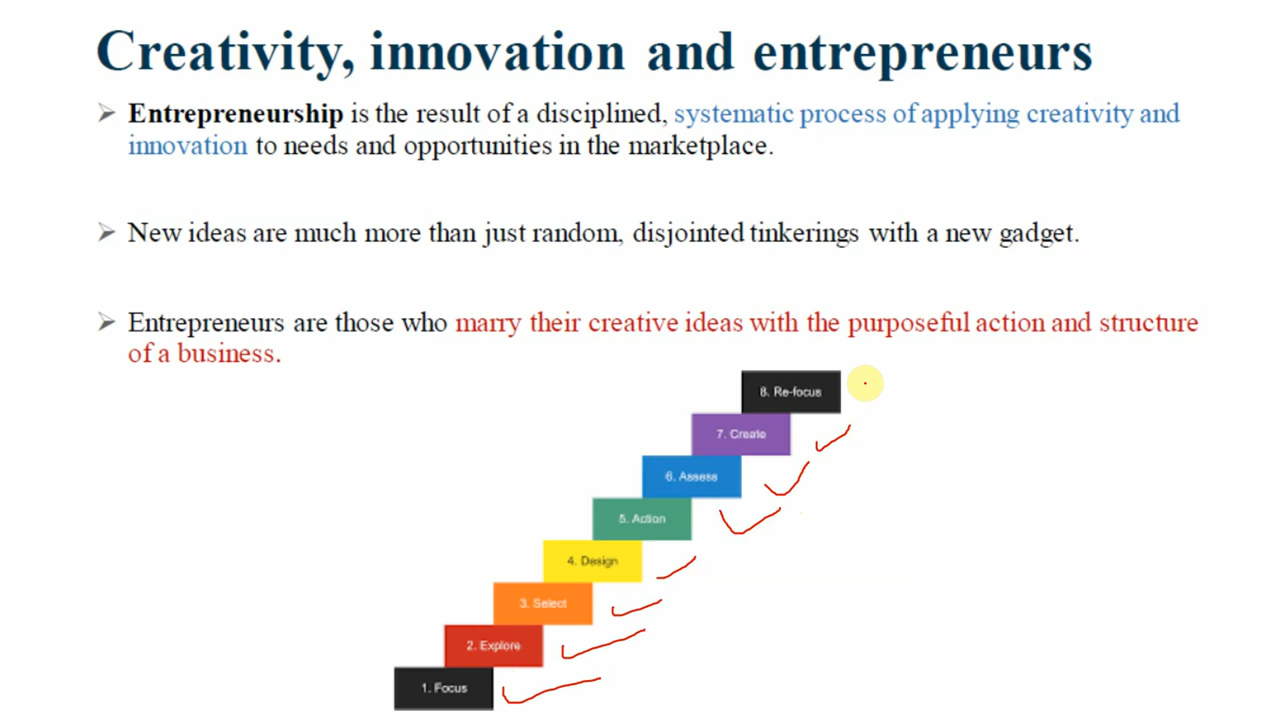 Creativity, innovation and entrepreneurs
➢ Entrepreneurship is the result of a disciplined, systematic process of applying creativity and
innovation to needs and opportunities in the marketplace.
➢ New ideas are much more than just random, disjointed tinkerings with a new gadget.
➢ Entrepreneurs are those who marry their creative ideas with the purposeful action and structure
of a business.
8. Re-focus
7. Create
6. Assess
5. Action
4. Design
3. Select
2. Explore
1. Focus